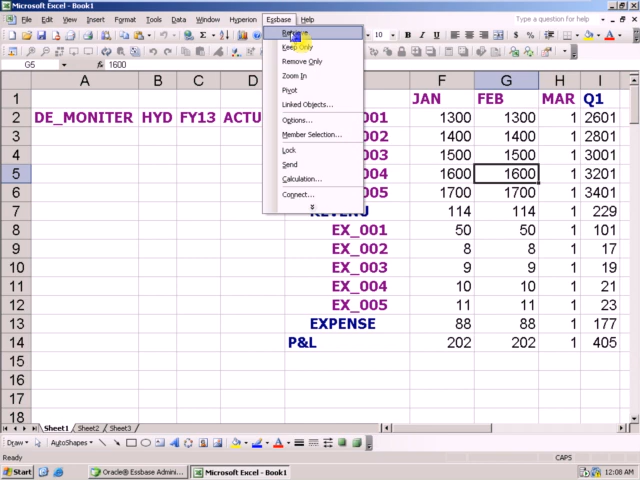 Microsoft Excel - Book1
File Edit View Insert Format Tools Data Window Hyperion Essbase Help
Type a question for help
10 B I U
G5 fx 1600
Retrieve
Keep Only
Remove Only
Zoom In
Pivot
Linked Objects...
Options...
Member Selection...
Lock
Send
Calculation...
Connect...
A B C D F G H I
1 JAN FEB MAR Q1
2 DE_MONITER HYD FY13 ACTU _001 1300 1300 1 2601
3 002 1400 1400 1 2801
4 003 1500 1500 1 3001
5 004 1600 1600 1 3201
6 005 1700 1700 1 3401
7 REVENU 114 114 1 229
8 EX_001 50 50 1 101
9 EX_002 8 8 1 17
10 EX_003 9 9 1 19
11 EX_004 10 10 1 21
12 EX_005 11 11 1 23
13 EXPENSE 88 88 1 177
14 P&L 202 202 1 405
15
16
17
18
Sheet1 Sheet2 Sheet3
Draw AutoShapes
Ready CAPS
Start Oracle® Essbase Admini... Microsoft Excel - Book1 12:08 AM